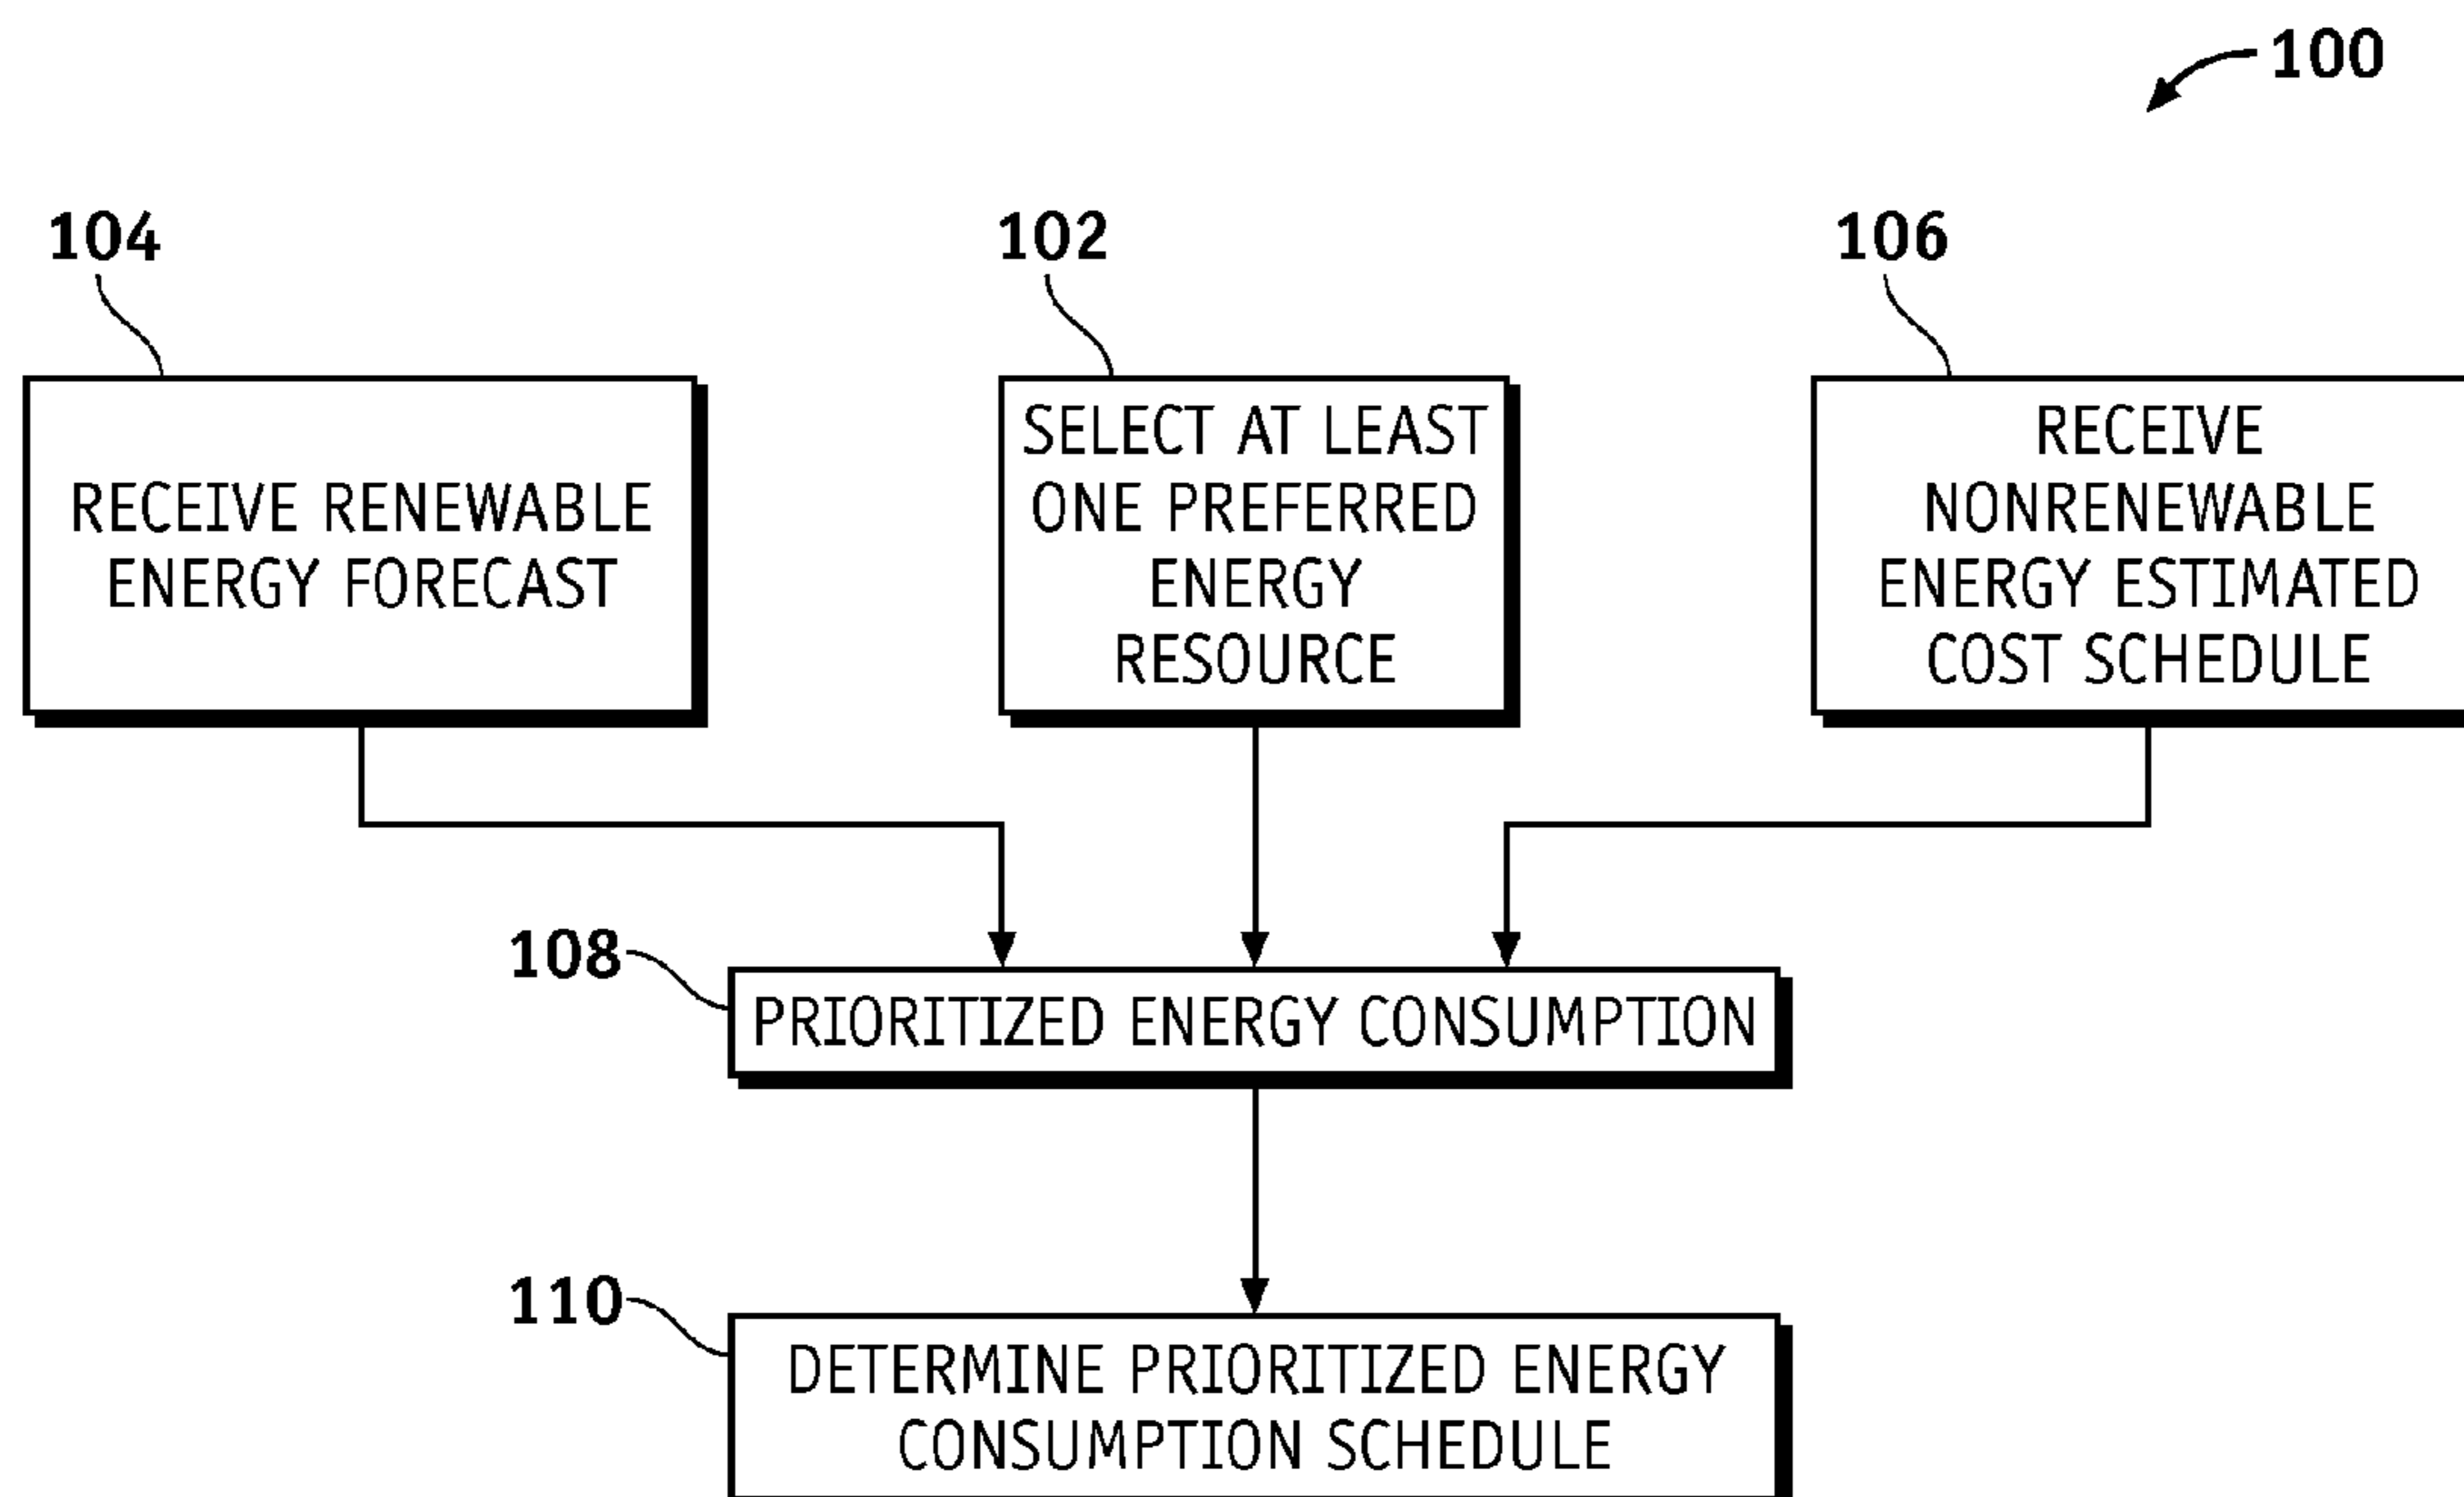 100
104
102
106
RECEIVE RENEWABLE
ENERGY FORECAST
SELECT AT LEAST
ONE PREFERRED
ENERGY
RESOURCE
RECEIVE
NONRENEWABLE
ENERGY ESTIMATED
COST SCHEDULE
108
PRIORITIZED ENERGY CONSUMPTION
110
DETERMINE PRIORITIZED ENERGY
CONSUMPTION SCHEDULE